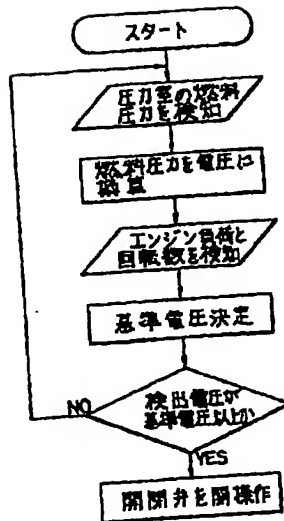 スタート
圧力室の燃料
圧力を検知
燃料圧力を電圧に
換算
エンジン負荷と
回転数を検知
基準電圧決定
検出電圧が
基準電圧以上か
NO
YES
開閉弁を開操作